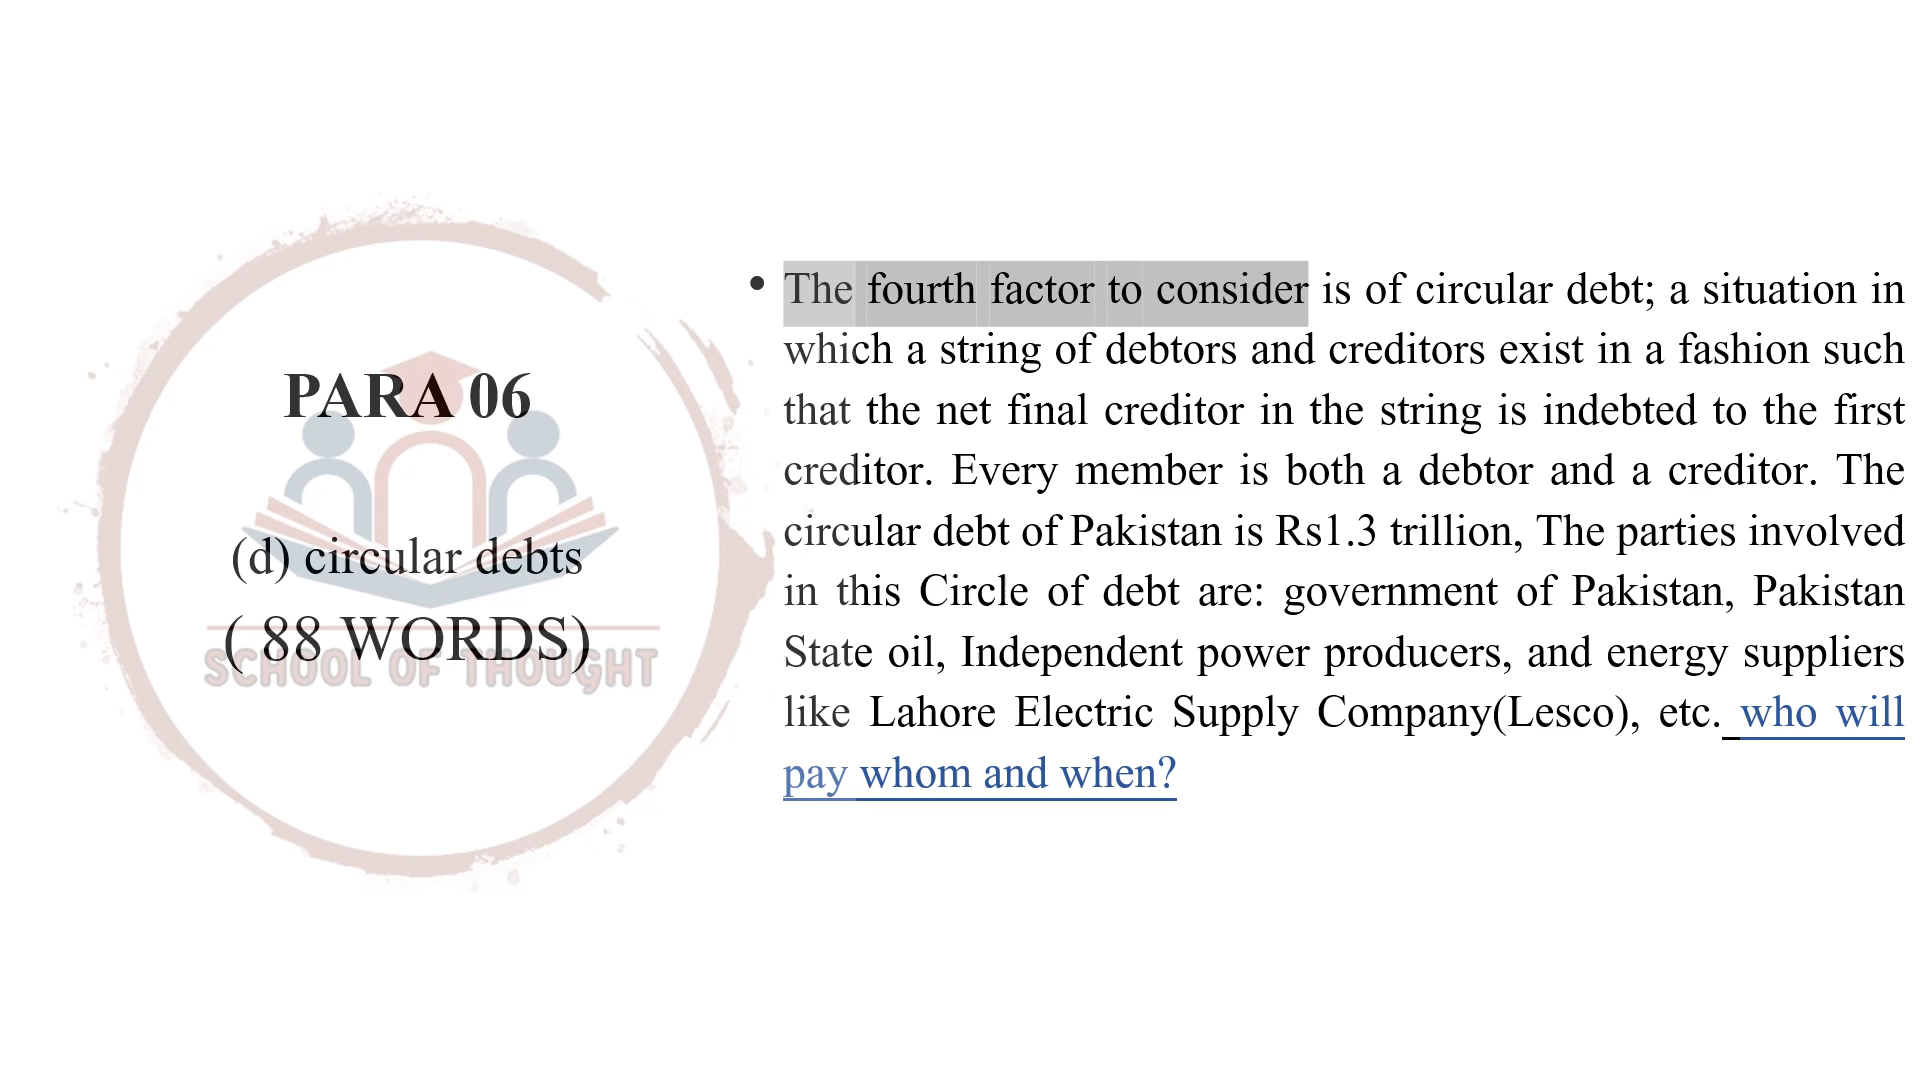 PARA 06
(d) circular debts
( 88 WORDS)
SCHOOL OF THOUGHT
• The fourth factor to consider is of circular debt; a situation in
which a string of debtors and creditors exist in a fashion such
that the net final creditor in the string is indebted to the first
creditor. Every member is both a debtor and a creditor. The
circular debt of Pakistan is Rs1.3 trillion, The parties involved
in this Circle of debt are: government of Pakistan, Pakistan
State oil, Independent power producers, and energy suppliers
like Lahore Electric Supply Company(Lesco), etc. who will
pay whom and when?